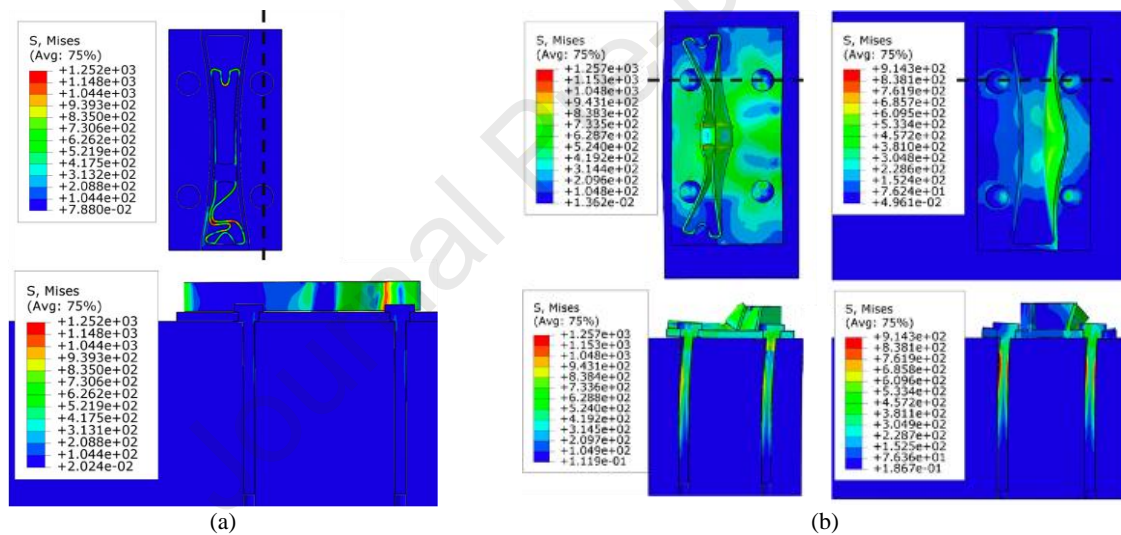 S, Mises
(Avg: 75%)
+1.252e+03
+1.148e+03
+1.044e+03
+9.393e+02
+8.350e+02
+7.306e+02
+6.262e+02
+5.219e+02
+4.175e+02
+3.132e+02
+2.088e+02
+1.044e+02
+7.880e-02
S, Mises
(Avg: 75%)
+1.252e+03
+1.148e+03
+1.044e+03
+9.393e+02
+8.350e+02
+7.306e+02
+6.262e+02
+5.219e+02
+4.175e+02
+3.131e+02
+2.088e+02
+1.044e+02
+2.024e-02
(a)
S, Mises
(Avg: 75%)
+1.257e+03
+1.153e+03
+1.048e+03
+9.431e+02
+8.383e+02
+7.335e+02
+6.287e+02
+5.240e+02
+4.192e+02
+3.144e+02
+2.096e+02
+1.048e+02
+1.362e-02
S, Mises
(Avg: 75%)
+9.143e+02
+8.381e+02
+7.619e+02
+6.857e+02
+6.095e+02
+5.334e+02
+4.572e+02
+3.810e+02
+3.048e+02
+2.286e+02
+1.524e+02
+7.624e+01
+4.961e-02
S, Mises
(Avg: 75%)
+1.257e+03
+1.153e+03
+1.048e+03
+9.431e+02
+8.384e+02
+7.336e+02
+6.288e+02
+5.240e+02
+4.192e+02
+3.145e+02
+2.097e+02
+1.049e+02
+1.119e-01
S, Mises
(Avg: 75%)
+9.143e+02
+8.381e+02
+7.619e+02
+6.858e+02
+6.096e+02
+5.334e+02
+4.572e+02
+3.811e+02
+3.049e+02
+2.287e+02
+1.525e+02
+7.636e+01
+1.867e-01
(b)
Journal Pre-p